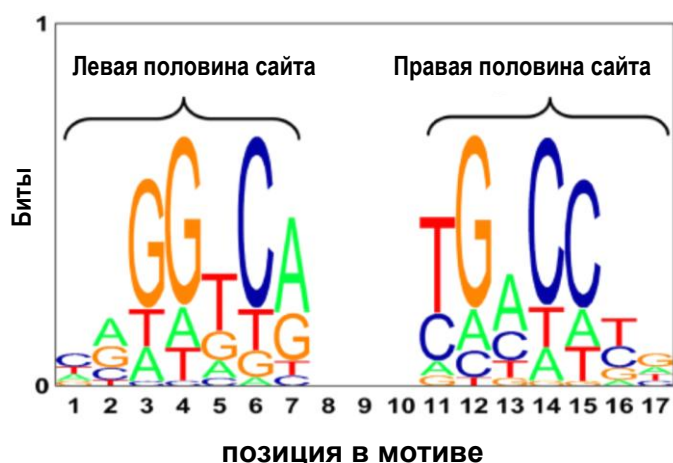 1
Левая половина сайта Правая половина сайта
Биты
0
1 2 3 4 5 6 7 8 9 10 11 12 13 14 15 16 17
позиция в мотиве
G G T C A T G A C C